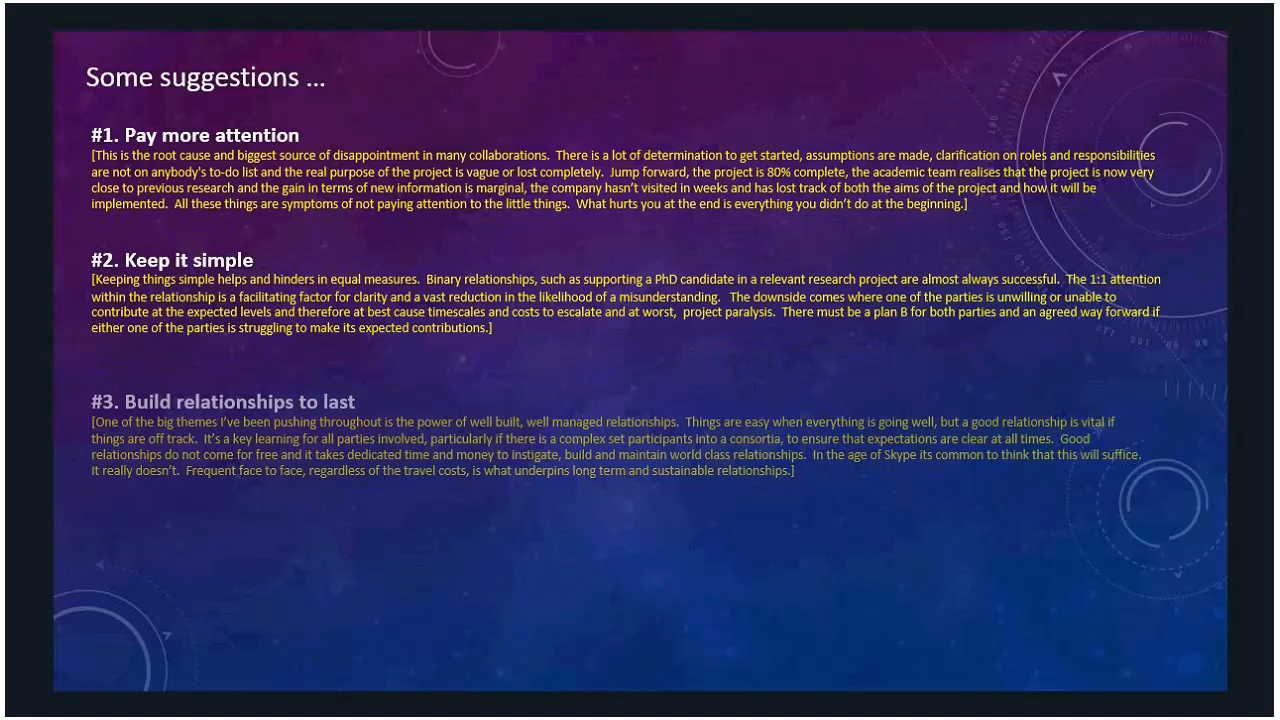 Some suggestions ...
#1. Pay more attention
[This is the root cause and biggest source of disappointment in many collaborations.  There is a lot of determination to get started, assumptions are made, clarification on roles and responsibilities
are not on anybody's to-do list and the real purpose of the project is vague or lost completely.  Jump forward, the project is 80% complete, the academic team realises that the project is now very
close to previous research and the gain in terms of new information is marginal, the company hasn't visited in weeks and has lost track of both the aims of the project and how it will be
implemented.  All these things are symptoms of not paying attention to the little things.  What hurts you at the end is everything you didn't do at the beginning.]
#2. Keep it simple
[Keeping things simple helps and hinders in equal measures.  Binary relationships, such as supporting a PhD candidate in a relevant research project are almost always successful.  The 1:1 attention
within the relationship is a facilitating factor for clarity and a vast reduction in the likelihood of a misunderstanding.   The downside comes where one of the parties is unwilling or unable to
contribute at the expected levels and therefore at best cause timescales and costs to escalate and at worst,  project paralysis.  There must be a plan B for both parties and an agreed way forward if
either one of the parties is struggling to make its expected contributions.]
#3. Build relationships to last
[One of the big themes I've been pushing throughout is the power of well built, well managed relationships.  Things are easy when everything is going well, but a good relationship is vital if
things are off track.  It's a key learning for all parties involved, particularly if there is a complex set participants into a consortia, to ensure that expectations are clear at all times.  Good
relationships do not come for free and it takes dedicated time and money to instigate, build and maintain world class relationships.  In the age of Skype its common to think that this will suffice,
It really doesn't.  Frequent face to face, regardless of the travel costs, is what underpins long term and sustainable relationships.]